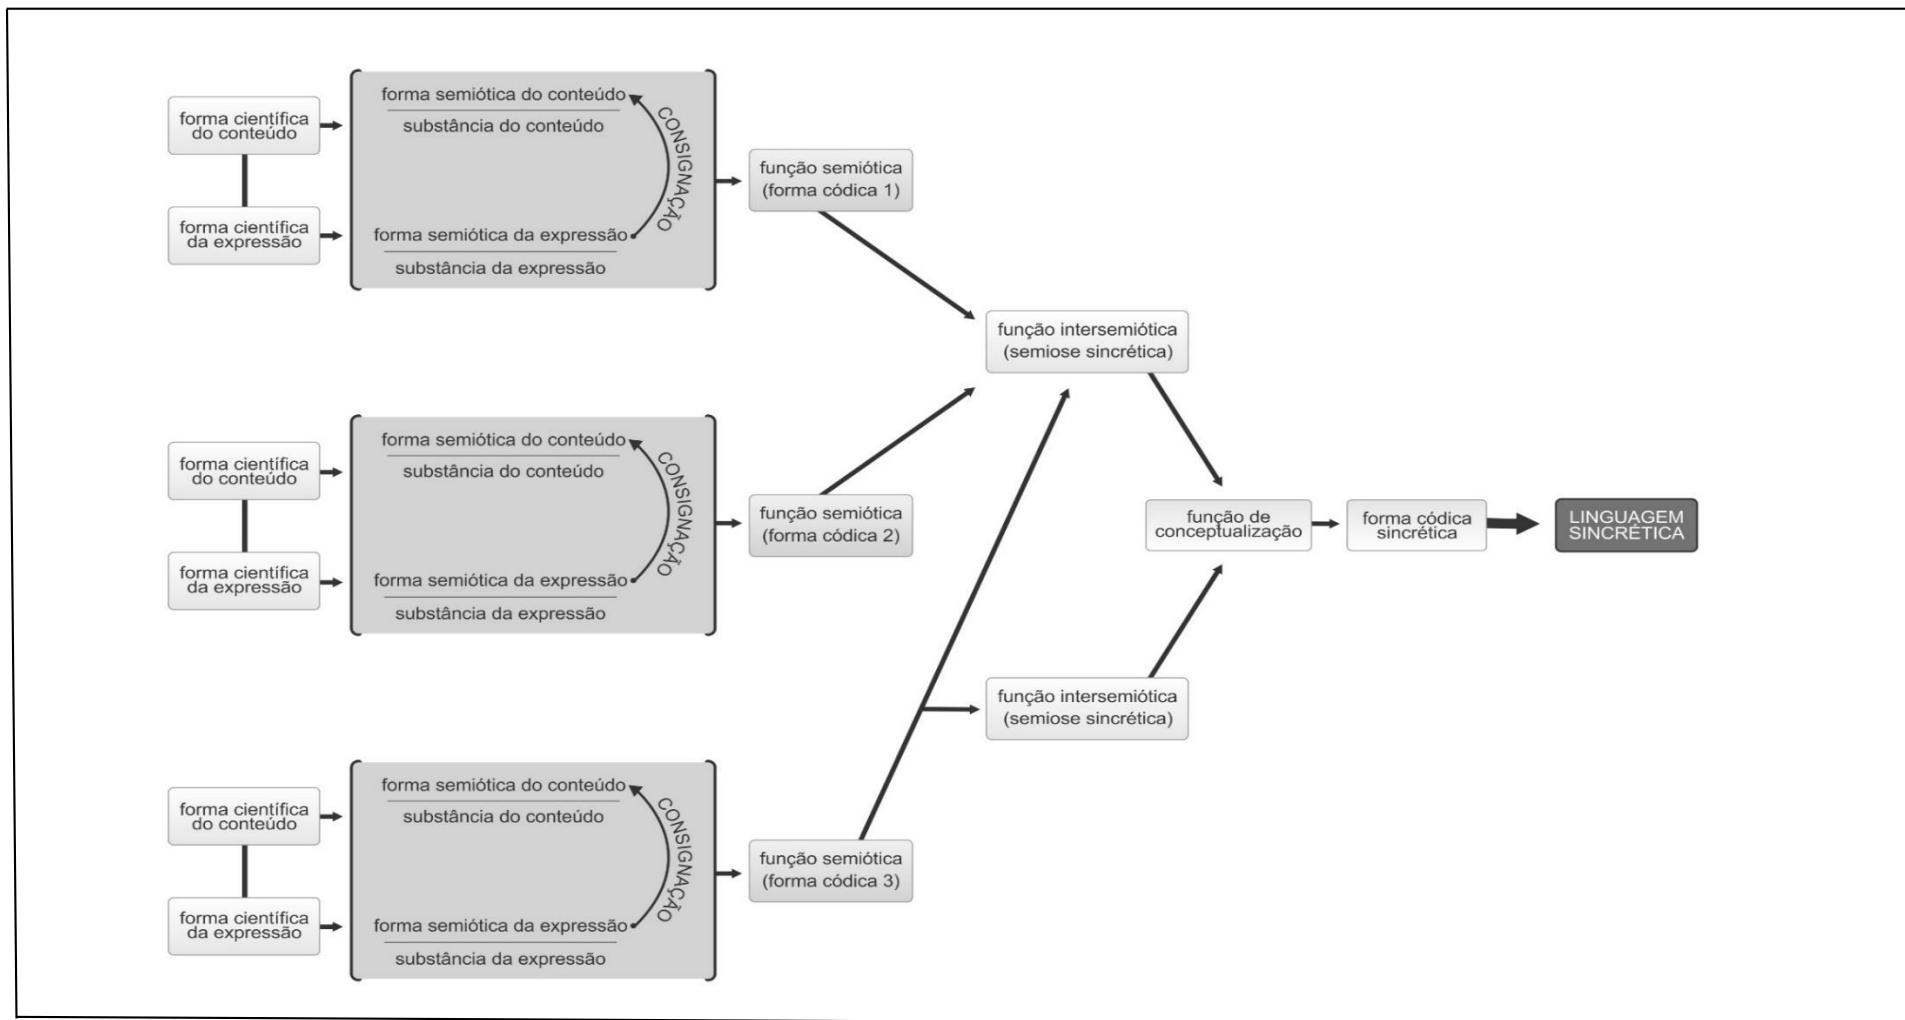 forma científica
do conteúdo
forma científica
da expressão
forma semiótica do conteúdo
substância do conteúdo
CONSIGNAÇÃO
forma semiótica da expressão
substância da expressão
função semiótica
(forma códica 1)
forma científica
do conteúdo
forma científica
da expressão
forma semiótica do conteúdo
substância do conteúdo
CONSIGNAÇÃO
forma semiótica da expressão
substância da expressão
função semiótica
(forma códica 2)
forma científica
do conteúdo
forma científica
da expressão
forma semiótica do conteúdo
substância do conteúdo
CONSIGNAÇÃO
forma semiótica da expressão
substância da expressão
função semiótica
(forma códica 3)
função intersemiótica
(semiose sincrética)
função intersemiótica
(semiose sincrética)
função de
conceptualização
forma códica
sincrética
LINGUAGEM
SINCRÉTICA